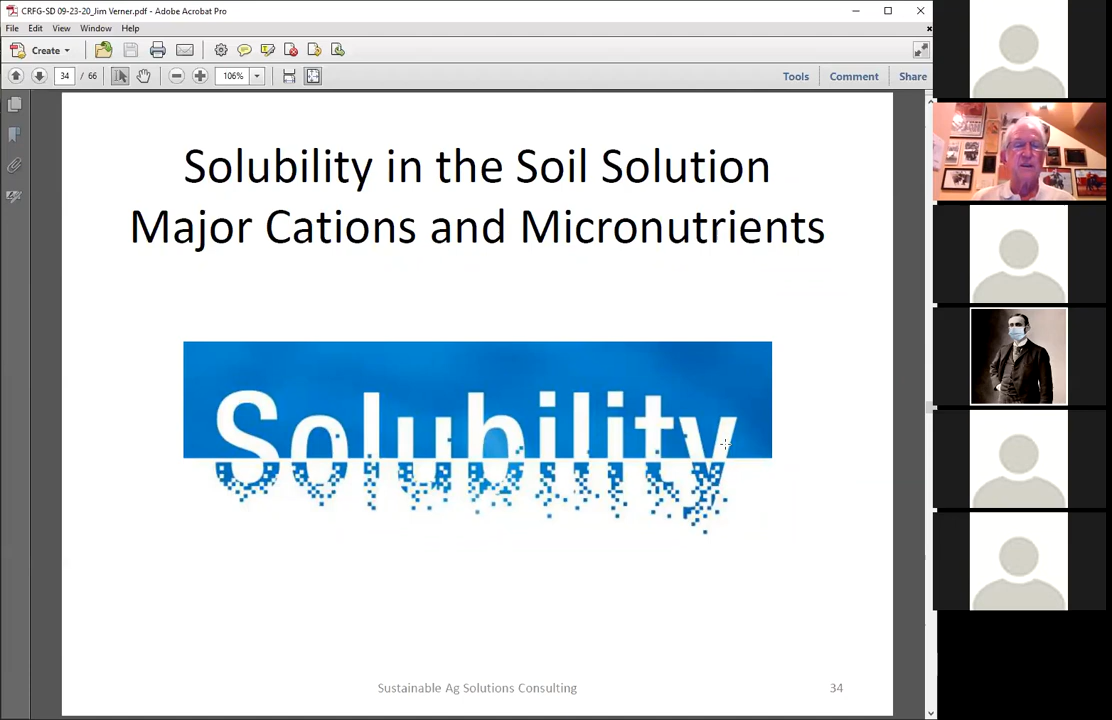 CRFG-SD 09-23-20_Jim Verner.pdf - Adobe Acrobat Pro
File Edit View Window Help
Create
34 / 66 106% Tools Comment Share
Solubility in the Soil Solution
Major Cations and Micronutrients
Solubility
Sustainable Ag Solutions Consulting 34